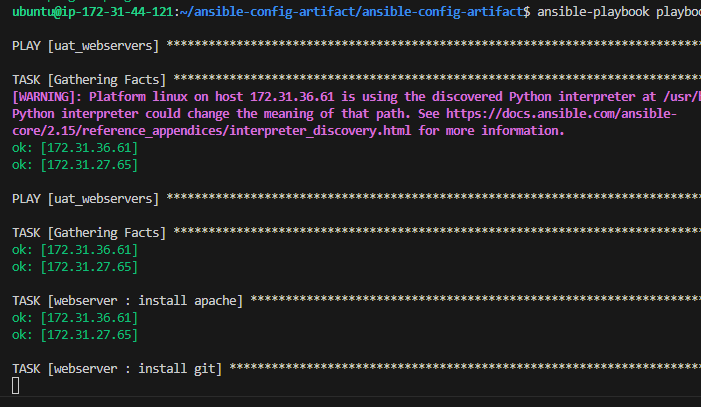 ubuntu@ip-172-31-44-121:~/ansible-config-artifact/ansible-config-artifact$ ansible-playbook
PLAY [uat_webservers] *******************************************************************
TASK [Gathering Facts] *****************************************************************
[WARNING]: Platform linux on host 172.31.36.61 is using the discovered Python interpreter at
Python interpreter could change the meaning of that path. See https://docs.ansible.com/ansible-
core/2.15/reference_appendices/interpreter_discovery.html for more information.
ok: [172.31.36.61]
ok: [172.31.27.65]
PLAY [uat_webservers] *******************************************************************
TASK [Gathering Facts] *****************************************************************
ok: [172.31.36.61]
ok: [172.31.27.65]
TASK [webserver : install apache] ******************************************************
ok: [172.31.36.61]
ok: [172.31.27.65]
TASK [webserver : install git] *********************************************************